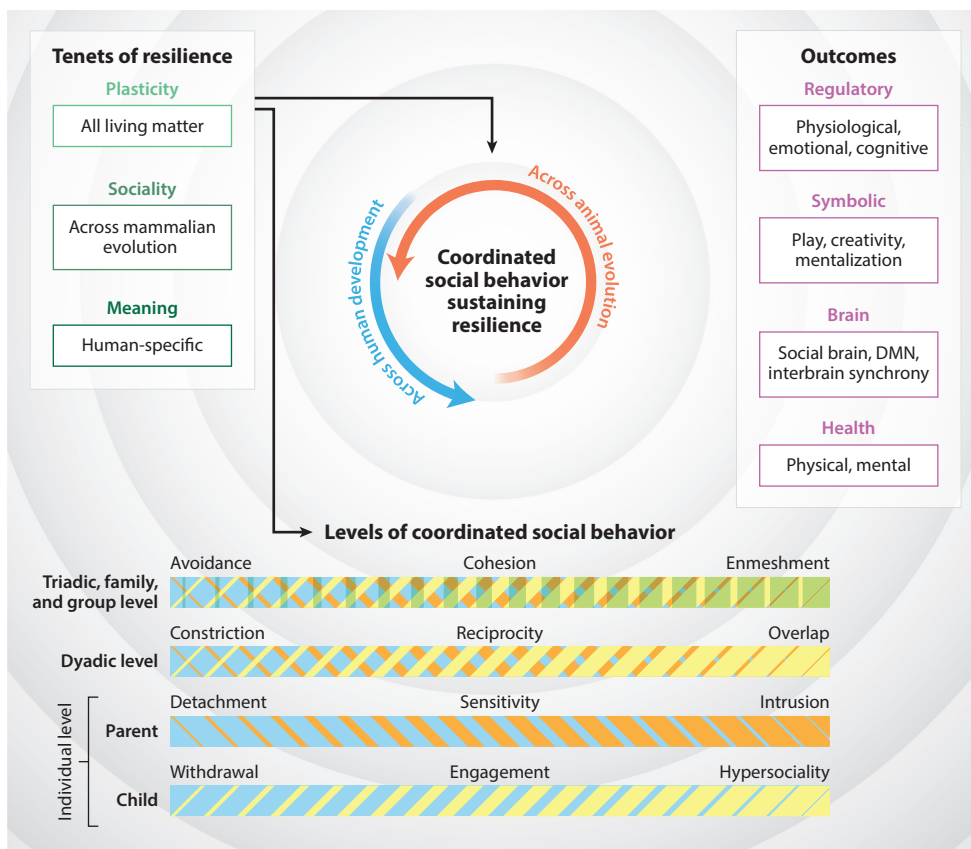 Tenets of resilience
Plasticity
All living matter
Sociality
Across mammalian
evolution
Meaning
Human-specific
Across human development
Across animal evolution
Coordinated
social behavior
sustaining
resilience
Outcomes
Regulatory
Physiological,
emotional, cognitive
Symbolic
Play, creativity,
mentalization
Brain
Social brain, DMN,
interbrain synchrony
Health
Physical, mental
Levels of coordinated social behavior
Avoidance Cohesion Enmeshment
Triadic, family,
and group level
Constriction Reciprocity Overlap
Dyadic level
Individual level
Detachment Sensitivity Intrusion
Parent
Withdrawal Engagement Hypersociality
Child